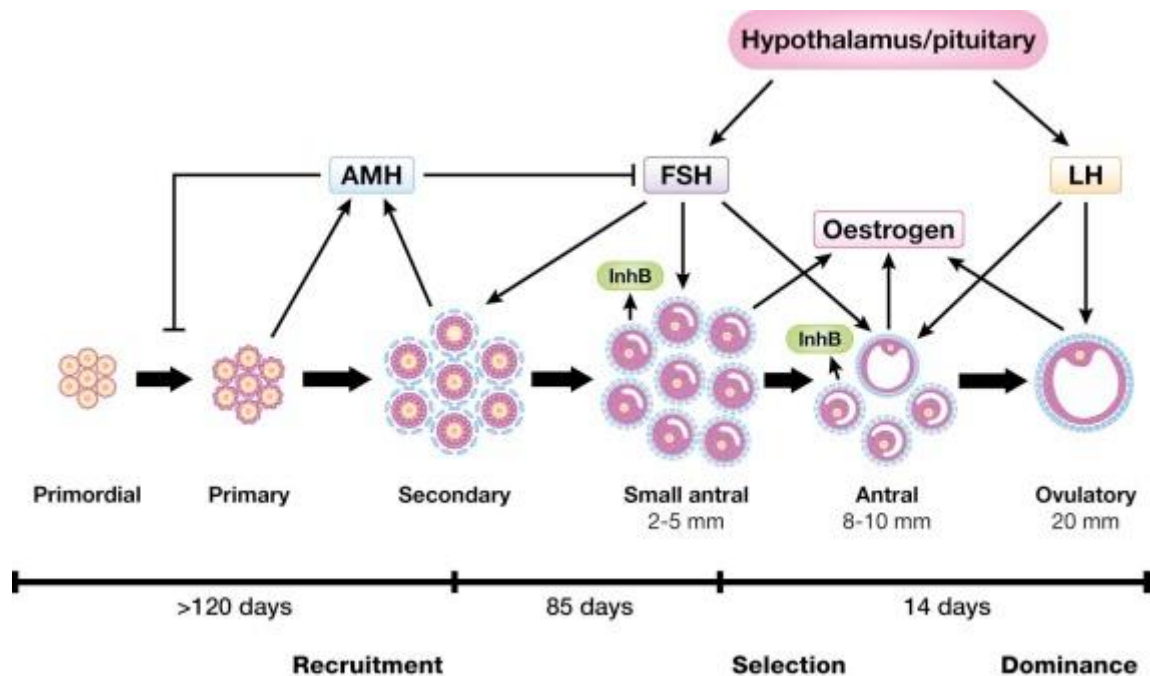 Hypothalamus/pituitary
AMH
FSH
LH
Oestrogen
InhB
InhB
Primordial
Primary
Secondary
Small antral
2-5 mm
Antral
8-10 mm
Ovulatory
20 mm
>120 days
85 days
14 days
Recruitment
Selection
Dominance